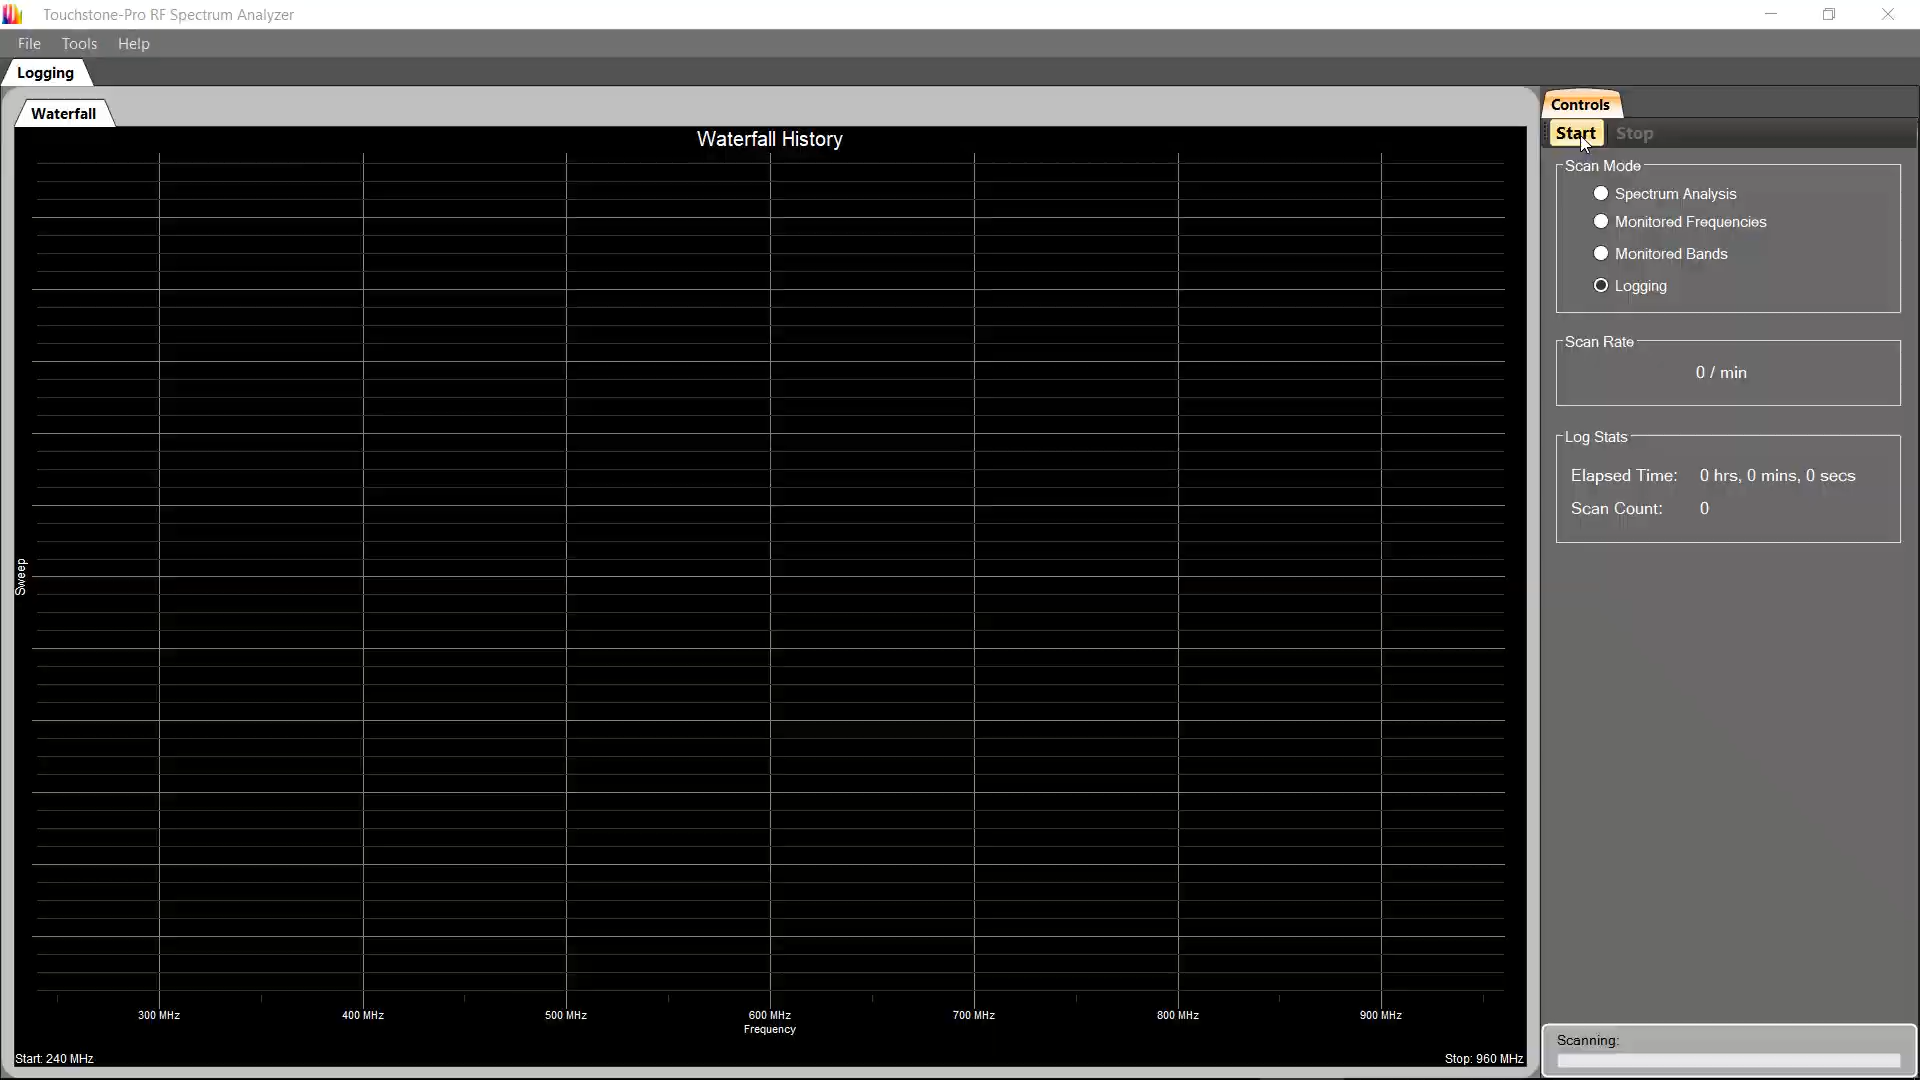 Touchstone-Pro RF Spectrum Analyzer
File Tools Help
Logging
Waterfall
Waterfall History
Sweep
300 MHz 400 MHz 500 MHz 600 MHz 700 MHz 800 MHz 900 MHz
Frequency
Start: 240 MHz
Stop: 960 MHz
Controls
Start Stop
Scan Mode
Spectrum Analysis
Monitored Frequencies
Monitored Bands
Logging
Scan Rate
0 / min
Log Stats
Elapsed Time: 0 hrs, 0 mins, 0 secs
Scan Count: 0
Scanning: